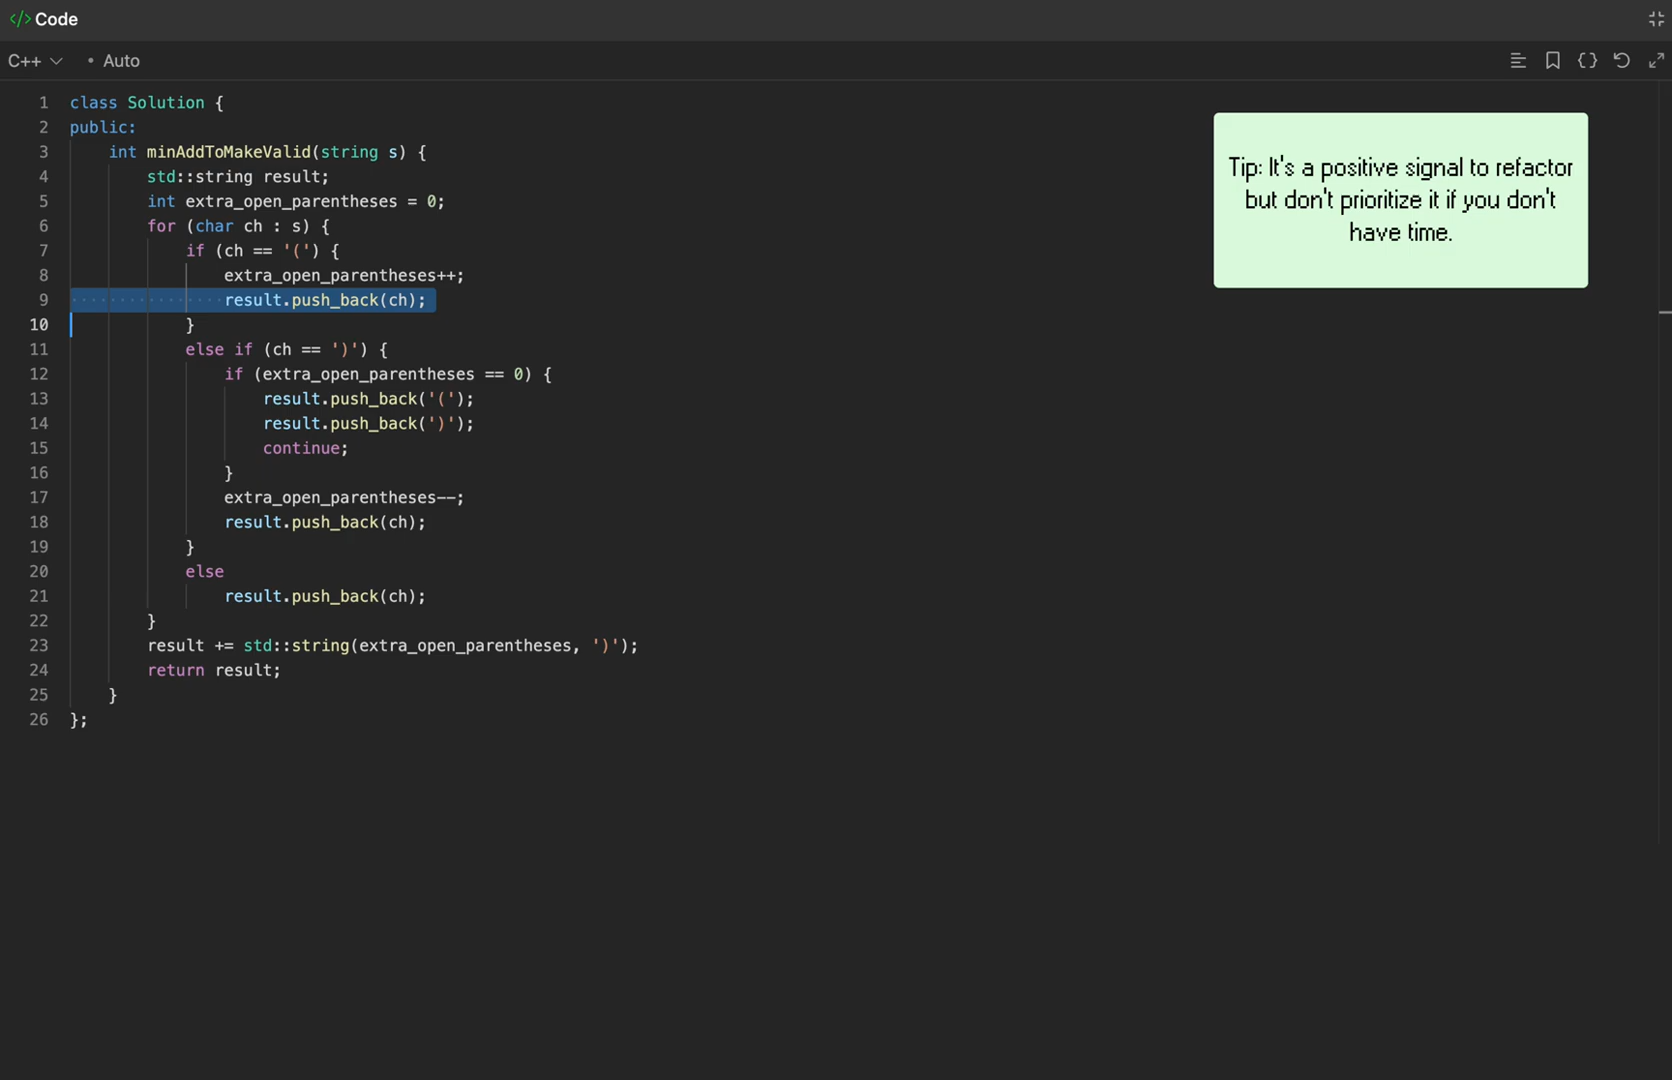 </> Code
C++ • Auto
1 class Solution {
2 public:
3     int minAddToMakeValid(string s) {
4         std::string result;
5         int extra_open_parentheses = 0;
6         for (char ch : s) {
7             if (ch == '(') {
8                 extra_open_parentheses++;
9                 result.push_back(ch);
10             }
11             else if (ch == ')') {
12                 if (extra_open_parentheses == 0) {
13                     result.push_back('(');
14                     result.push_back(')');
15                     continue;
16                 }
17                 extra_open_parentheses--;
18                 result.push_back(ch);
19             }
20             else
21                 result.push_back(ch);
22         }
23         result += std::string(extra_open_parentheses, ')');
24         return result;
25     }
26 };
Tip: It's a positive signal to refactor
but don't prioritize it if you don't
have time.